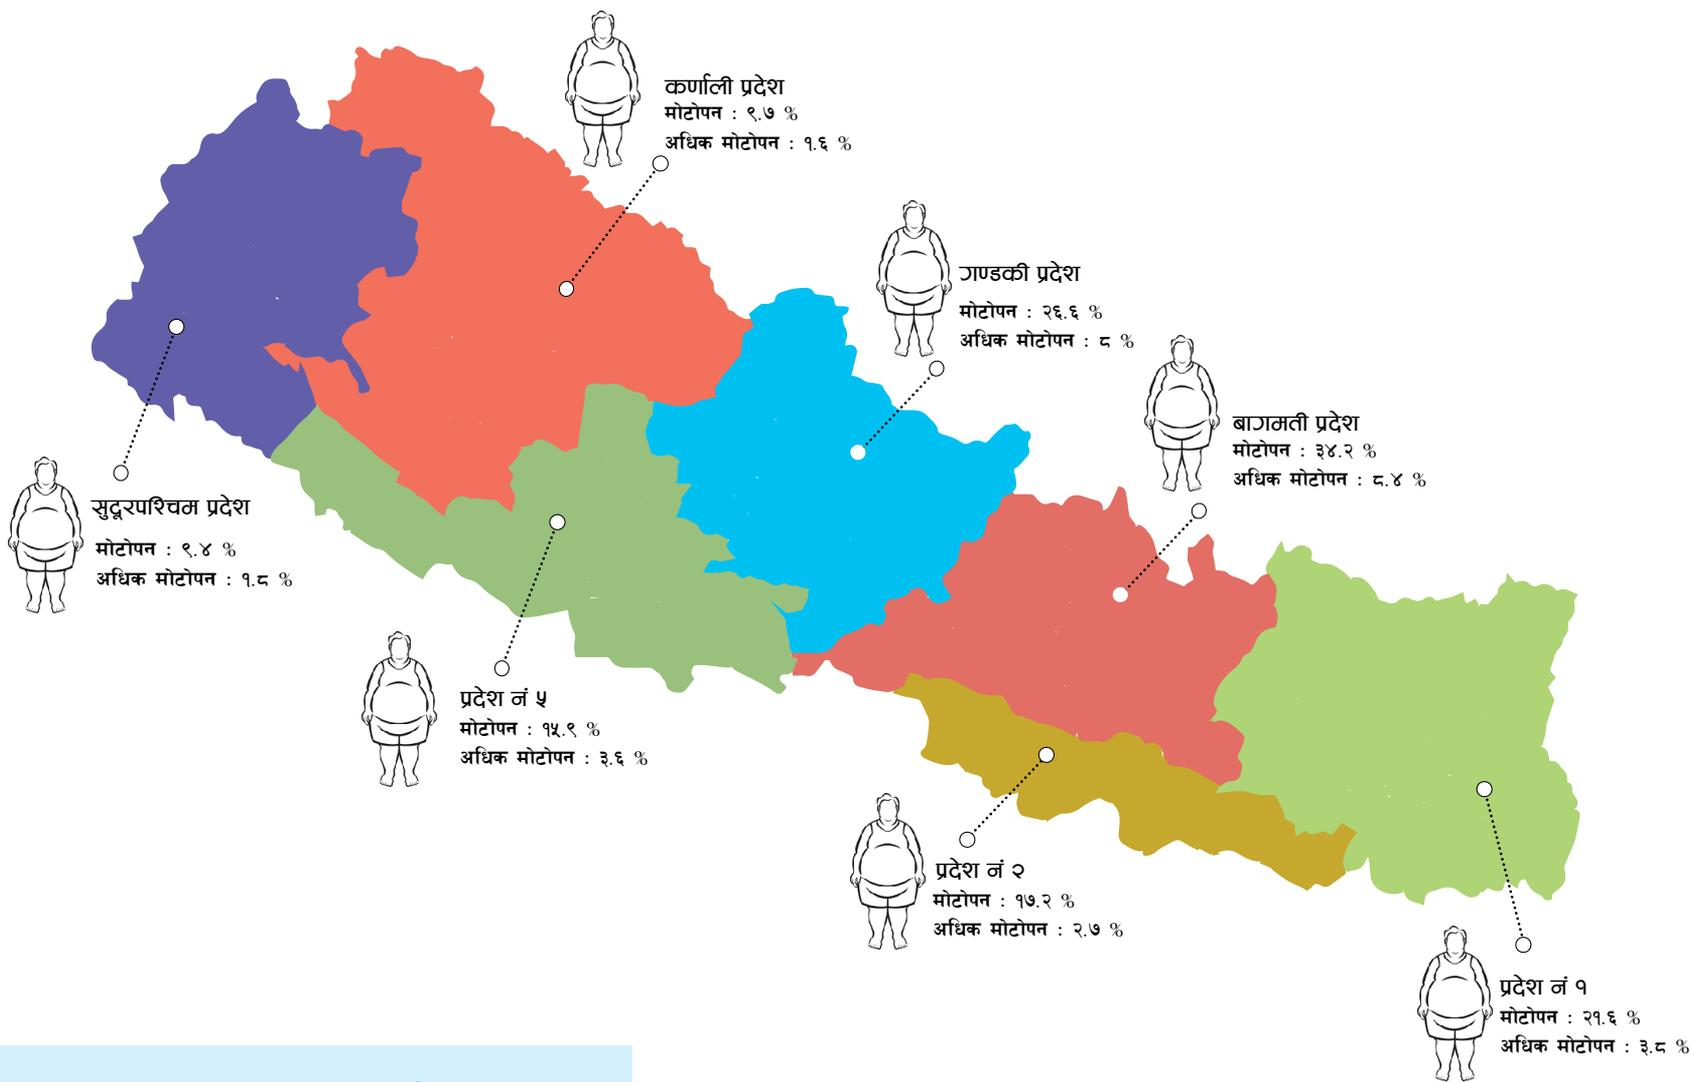 कर्णाली प्रदेश
मोटोपन : ९.७ %
अधिक मोटोपन : १.६ %
गण्डकी प्रदेश
मोटोपन : २६.६ %
अधिक मोटोपन : ८ %
बागमती प्रदेश
मोटोपन : ३४.२ %
अधिक मोटोपन : ८.४ %
सुदूरपश्चिम प्रदेश
मोटोपन : ९.४ %
अधिक मोटोपन : १.८ %
प्रदेश नं ५
मोटोपन : १५.९ %
अधिक मोटोपन : ३.६ %
प्रदेश नं २
मोटोपन : १७.२ %
अधिक मोटोपन : २.७ %
प्रदेश नं १
मोटोपन : २१.६ %
अधिक मोटोपन : ३.८ %